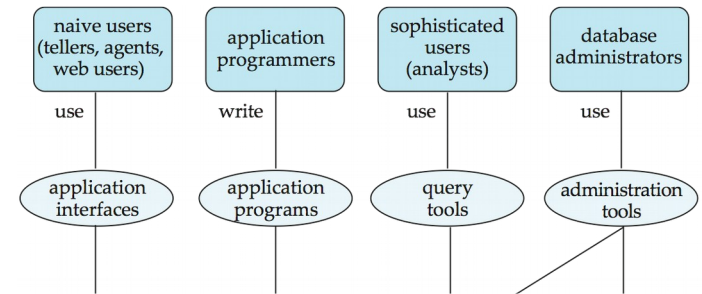 naive users
(tellers, agents,
web users)
application
programmers
sophisticated
users
(analysts)
database
administrators
use
write
use
use
application
interfaces
application
programs
query
tools
administration
tools